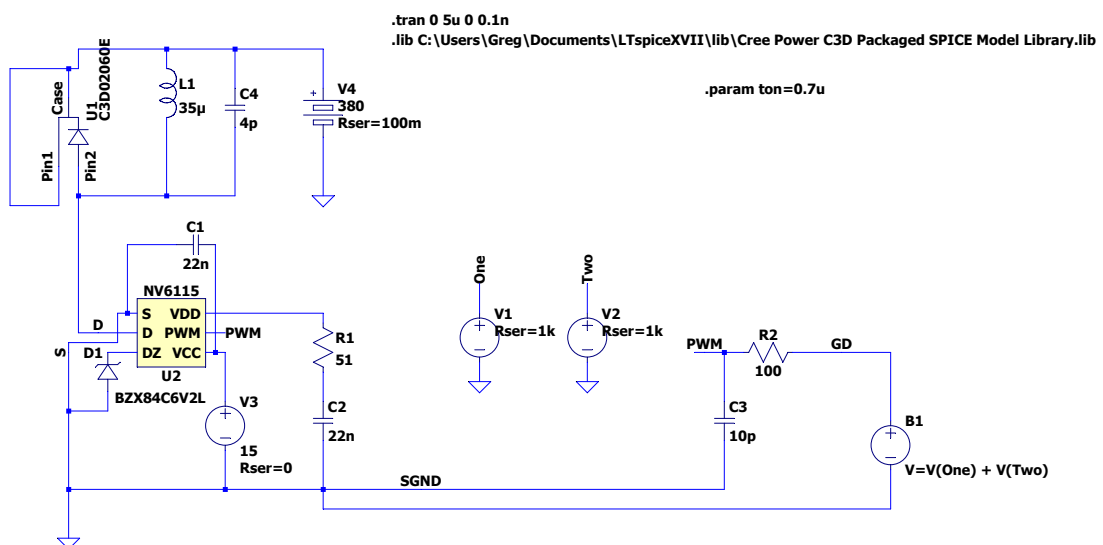 .tran 0 5u 0 0.1n
.lib C:\Users\Greg\Documents\LTspiceXVII\lib\Cree Power C3D Packaged SPICE Model Library.lib
.param ton=0.7u
Case
U1
C3D02060E
Pin1
Pin2
L1
35µ
C4
4p
V4
+
380
Rser=100m
C1
22n
NV6115
S VDD
D PWM
DZ VCC
U2
D
S
PWM
D1
BZX84C6V2L
R1
51
V3
15
Rser=0
C2
22n
One
V1
Rser=1k
Two
V2
Rser=1k
PWM
R2
100
GD
C3
10p
B1
V=V(One) + V(Two)
SGND